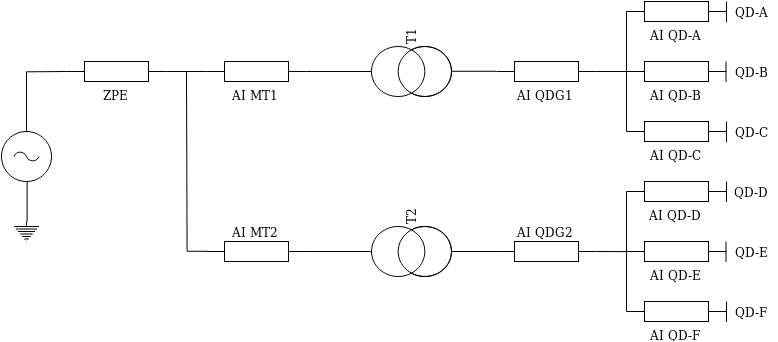 QD-A
T1
AI QD-A
QD-B
ZPE
AI MT1
AI QDG1
AI QD-B
QD-C
AI QD-C
QD-D
T2
AI QD-D
AI MT2
AI QDG2
QD-E
AI QD-E
QD-F
AI QD-F